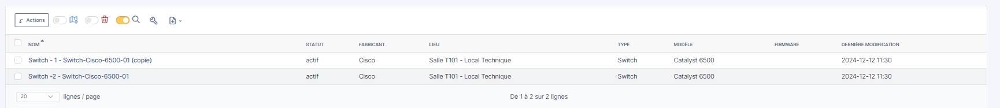 Actions
NOM STATUT FABRICANT LIEU TYPE MODÈLE FIRMWARE DERNIÈRE MODIFICATION
Switch - 1 - Switch-Cisco-6500-01 (copie) actif Cisco Salle T101 - Local Technique Switch Catalyst 6500 2024-12-12 11:30
Switch -2 - Switch-Cisco-6500-01 actif Cisco Salle T101 - Local Technique Switch Catalyst 6500 2024-12-12 11:30
20 lignes / page De 1 à 2 sur 2 lignes